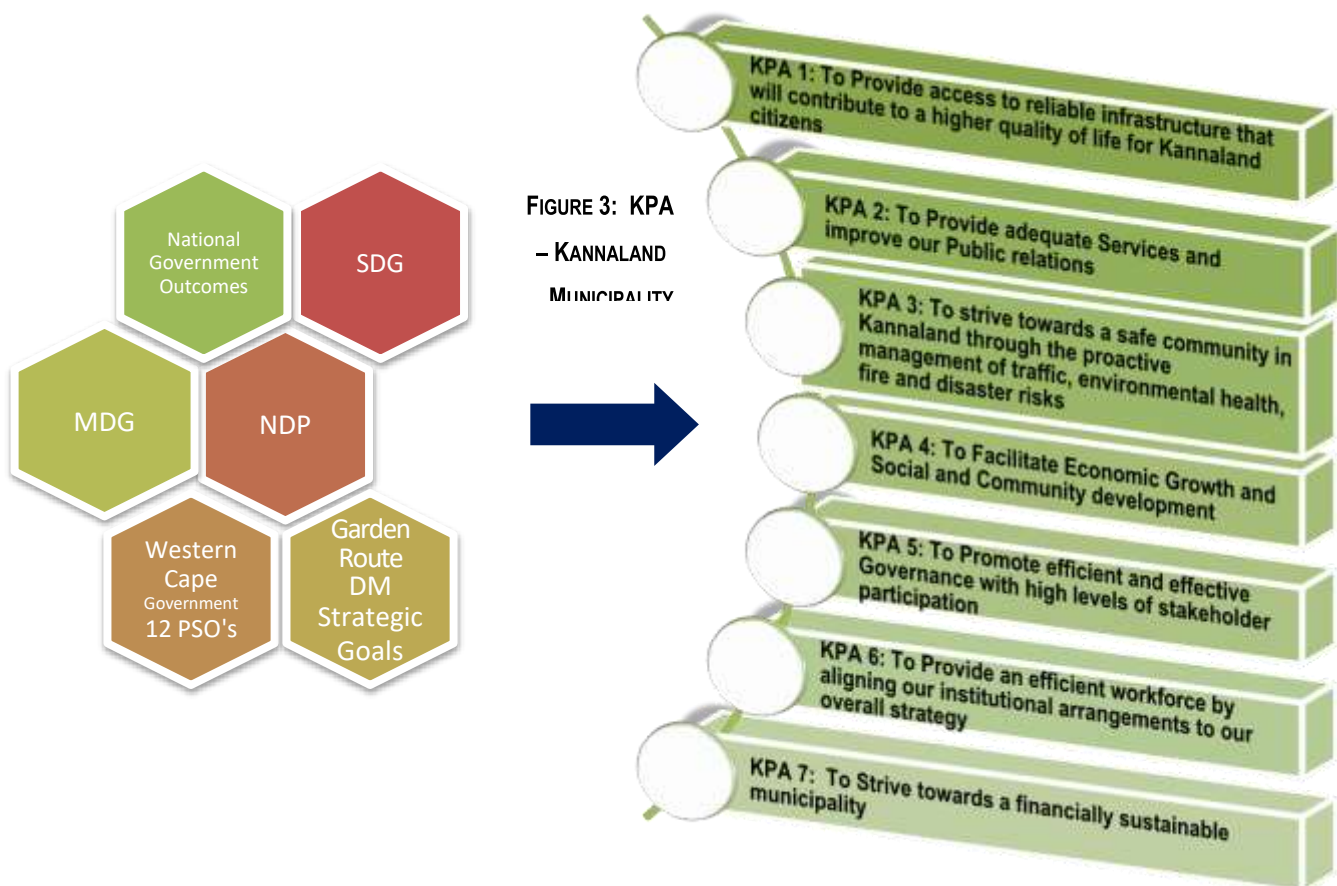 National
Government
Outcomes
SDG
MDG
NDP
Western
Cape
Government
12 PSO's
Garden
Route
DM
Strategic
Goals
FIGURE 3: KPA
– KANNALAND
MUNICIPALITY
KPA 1: To Provide access to reliable infrastructure that
will contribute to a higher quality of life for Kannaland
citizens
KPA 2: To Provide adequate Services and
improve our Public relations
KPA 3: To strive towards a safe community in
Kannaland through the proactive
management of traffic, environmental health,
fire and disaster risks
KPA 4: To Facilitate Economic Growth and
Social and Community development
KPA 5: To Promote efficient and effective
Governance with high levels of stakeholder
participation
KPA 6: To Provide an efficient workforce by
aligning our institutional arrangements to our
overall strategy
KPA 7: To Strive towards a financially sustainable
municipality